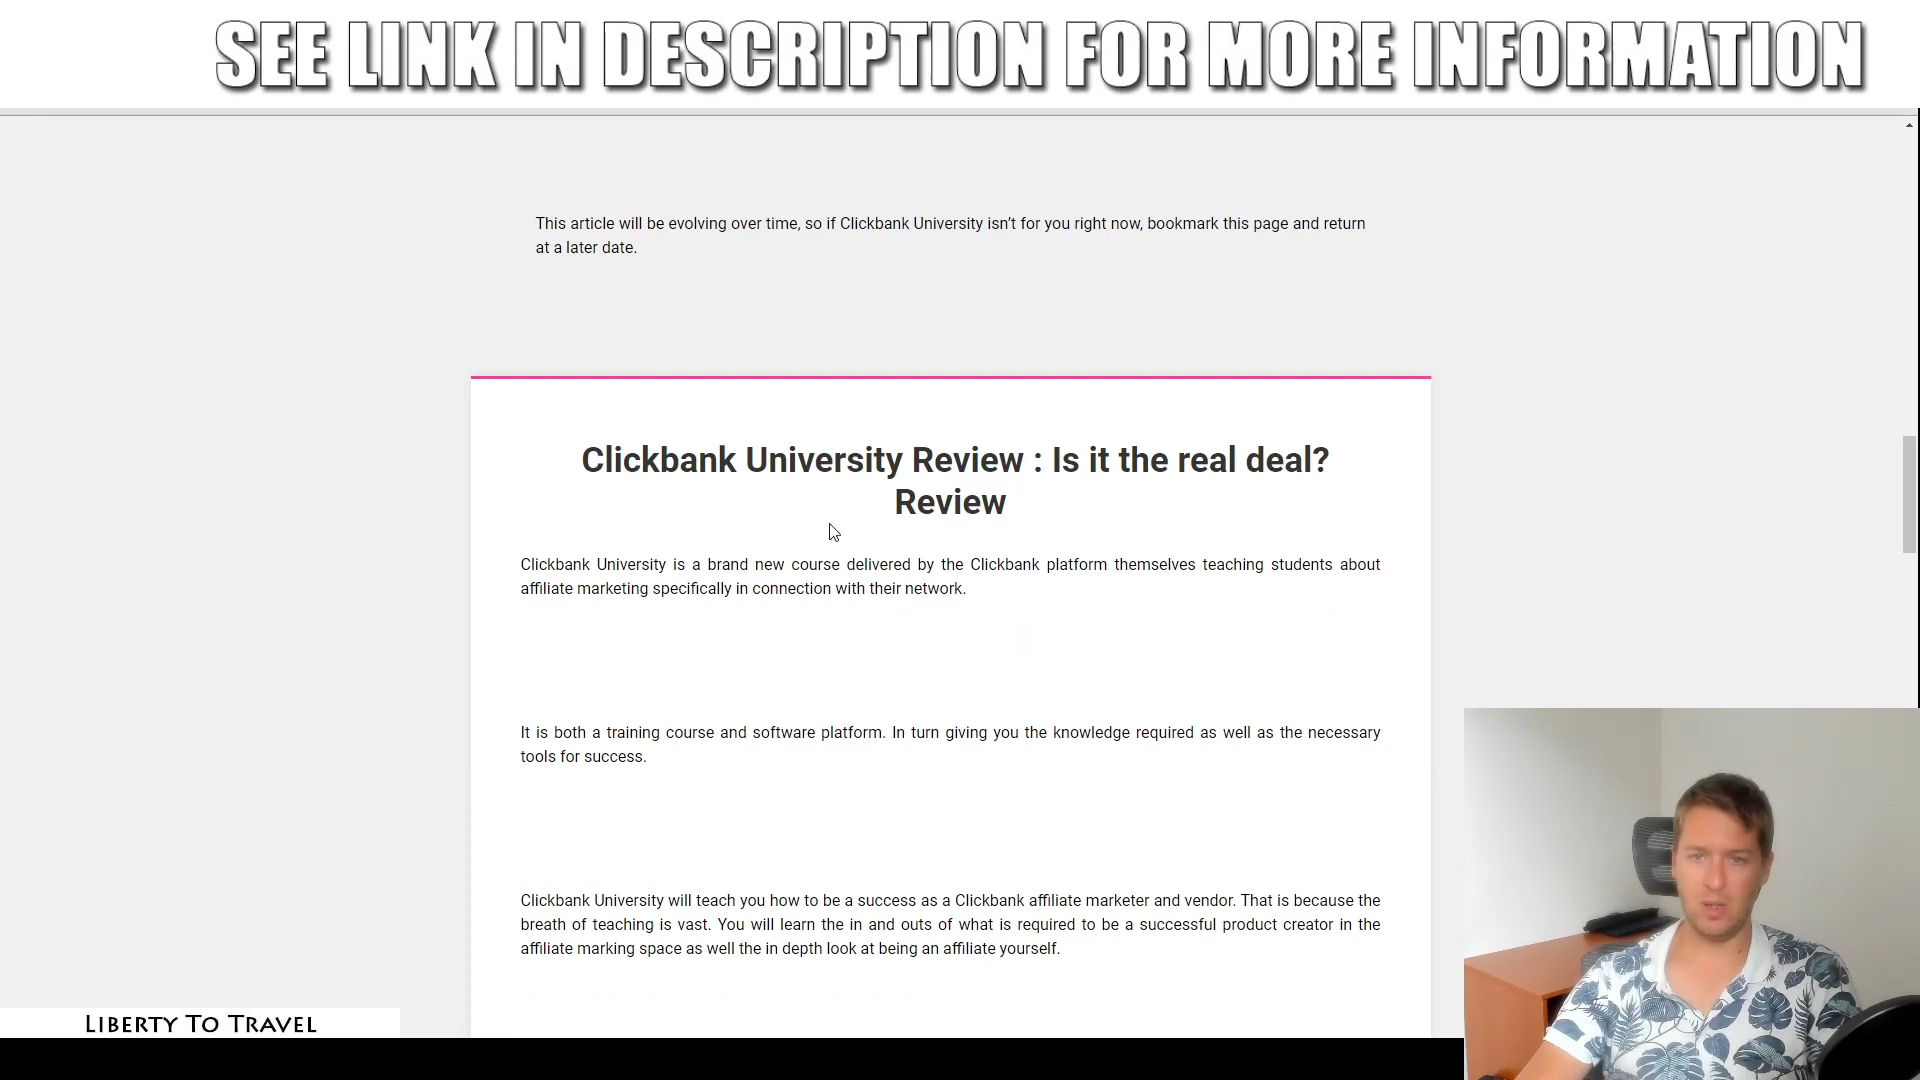 SEE LINK IN DESCRIPTION FOR MORE INFORMATION
This article will be evolving over time, so if Clickbank University isn’t for you right now, bookmark this page and return
at a later date.
Clickbank University Review : Is it the real deal?
Review
Clickbank University is a brand new course delivered by the Clickbank platform themselves teaching students about
affiliate marketing specifically in connection with their network.
It is both a training course and software platform. In turn giving you the knowledge required as well as the necessary
tools for success.
Clickbank University will teach you how to be a success as a Clickbank affiliate marketer and vendor. That is because the
breath of teaching is vast. You will learn the in and outs of what is required to be a successful product creator in the
affiliate marking space as well the in depth look at being an affiliate yourself.
Liberty To Travel